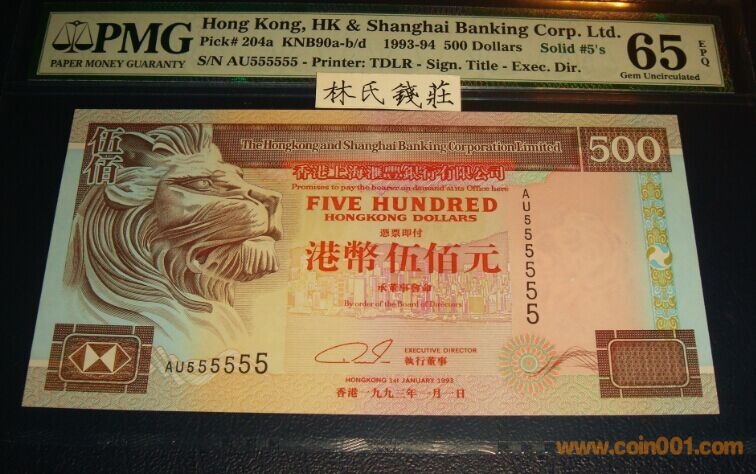 PMG
PAPER MONEY GUARANTY
Hong Kong, HK & Shanghai Banking Corp. Ltd.
Pick# 204a KNB90a-b/d 1993-94 500 Dollars Solid #5's
S/N AU555555 - Printer: TDLR - Sign. Title - Exec. Dir.
65 EPQ
Gem Uncirculated
林氏錢莊
伍佰
The Hongkong and Shanghai Banking Corporation Limited
500
香港上海滙豐銀行有限公司
Promises to pay the bearer on demand at its Office here
FIVE HUNDRED
HONGKONG DOLLARS
憑票即付
港幣伍佰元
承董事會命
By order of the Board of Directors
AU555555
AU555555
EXECUTIVE DIRECTOR
執行董事
HONGKONG 1st JANUARY 1993
香港一九九三年一月一日
www.coin001.com